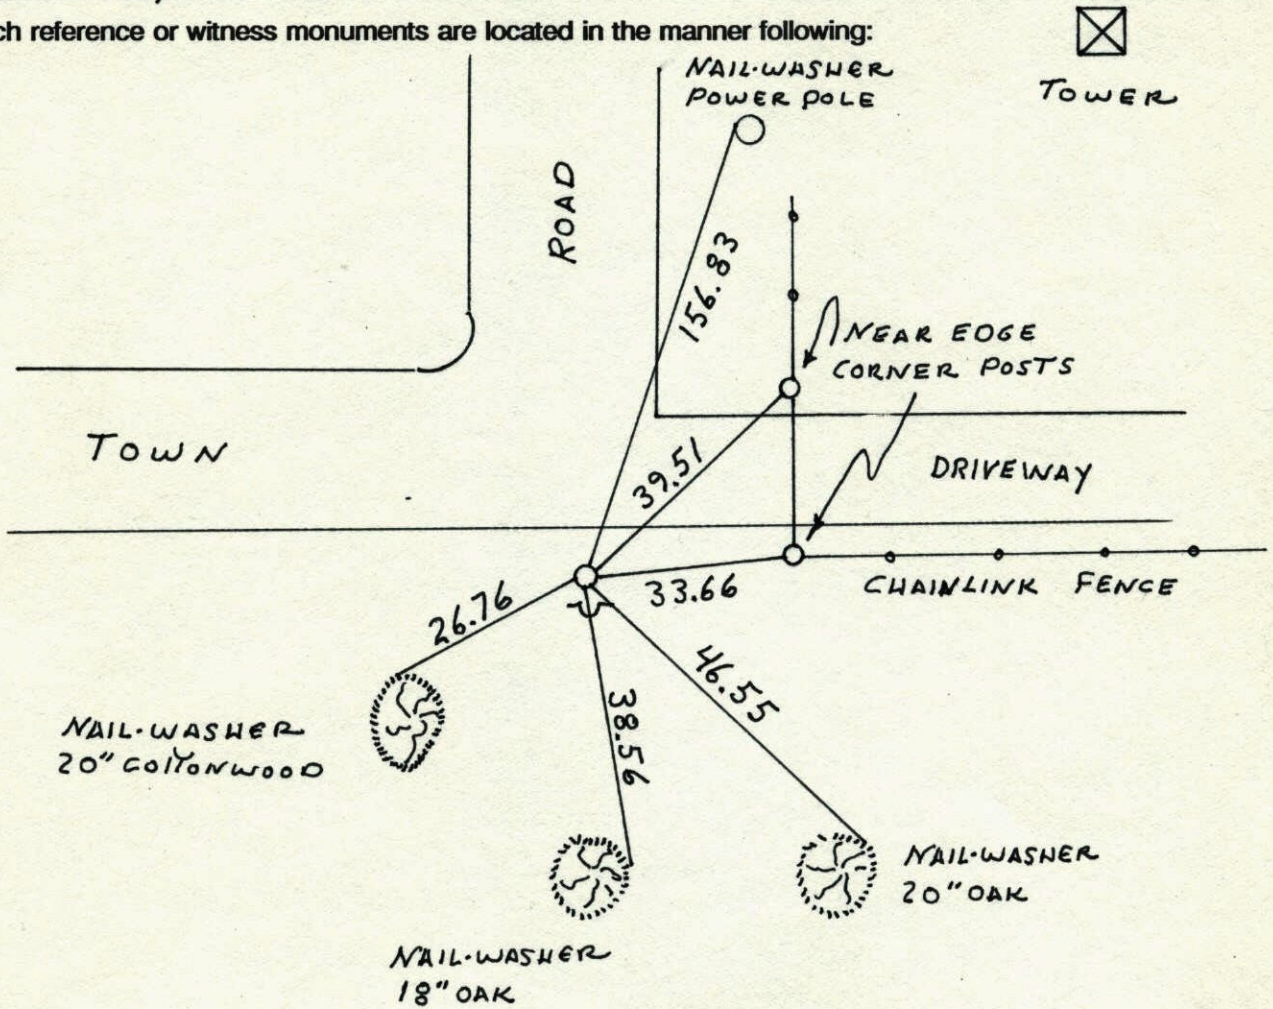 ch reference or witness monuments are located in the manner following:
NAIL-WASHER
POWER POLE
TOWER
ROAD
156.83
NEAR EDGE
CORNER POSTS
TOWN
39.51
DRIVEWAY
33.66
CHAINLINK FENCE
26.76
46.55
38.56
NAIL-WASHER
20" COTTONWOOD
NAIL-WASHER
20" OAK
NAIL-WASHER
18" OAK